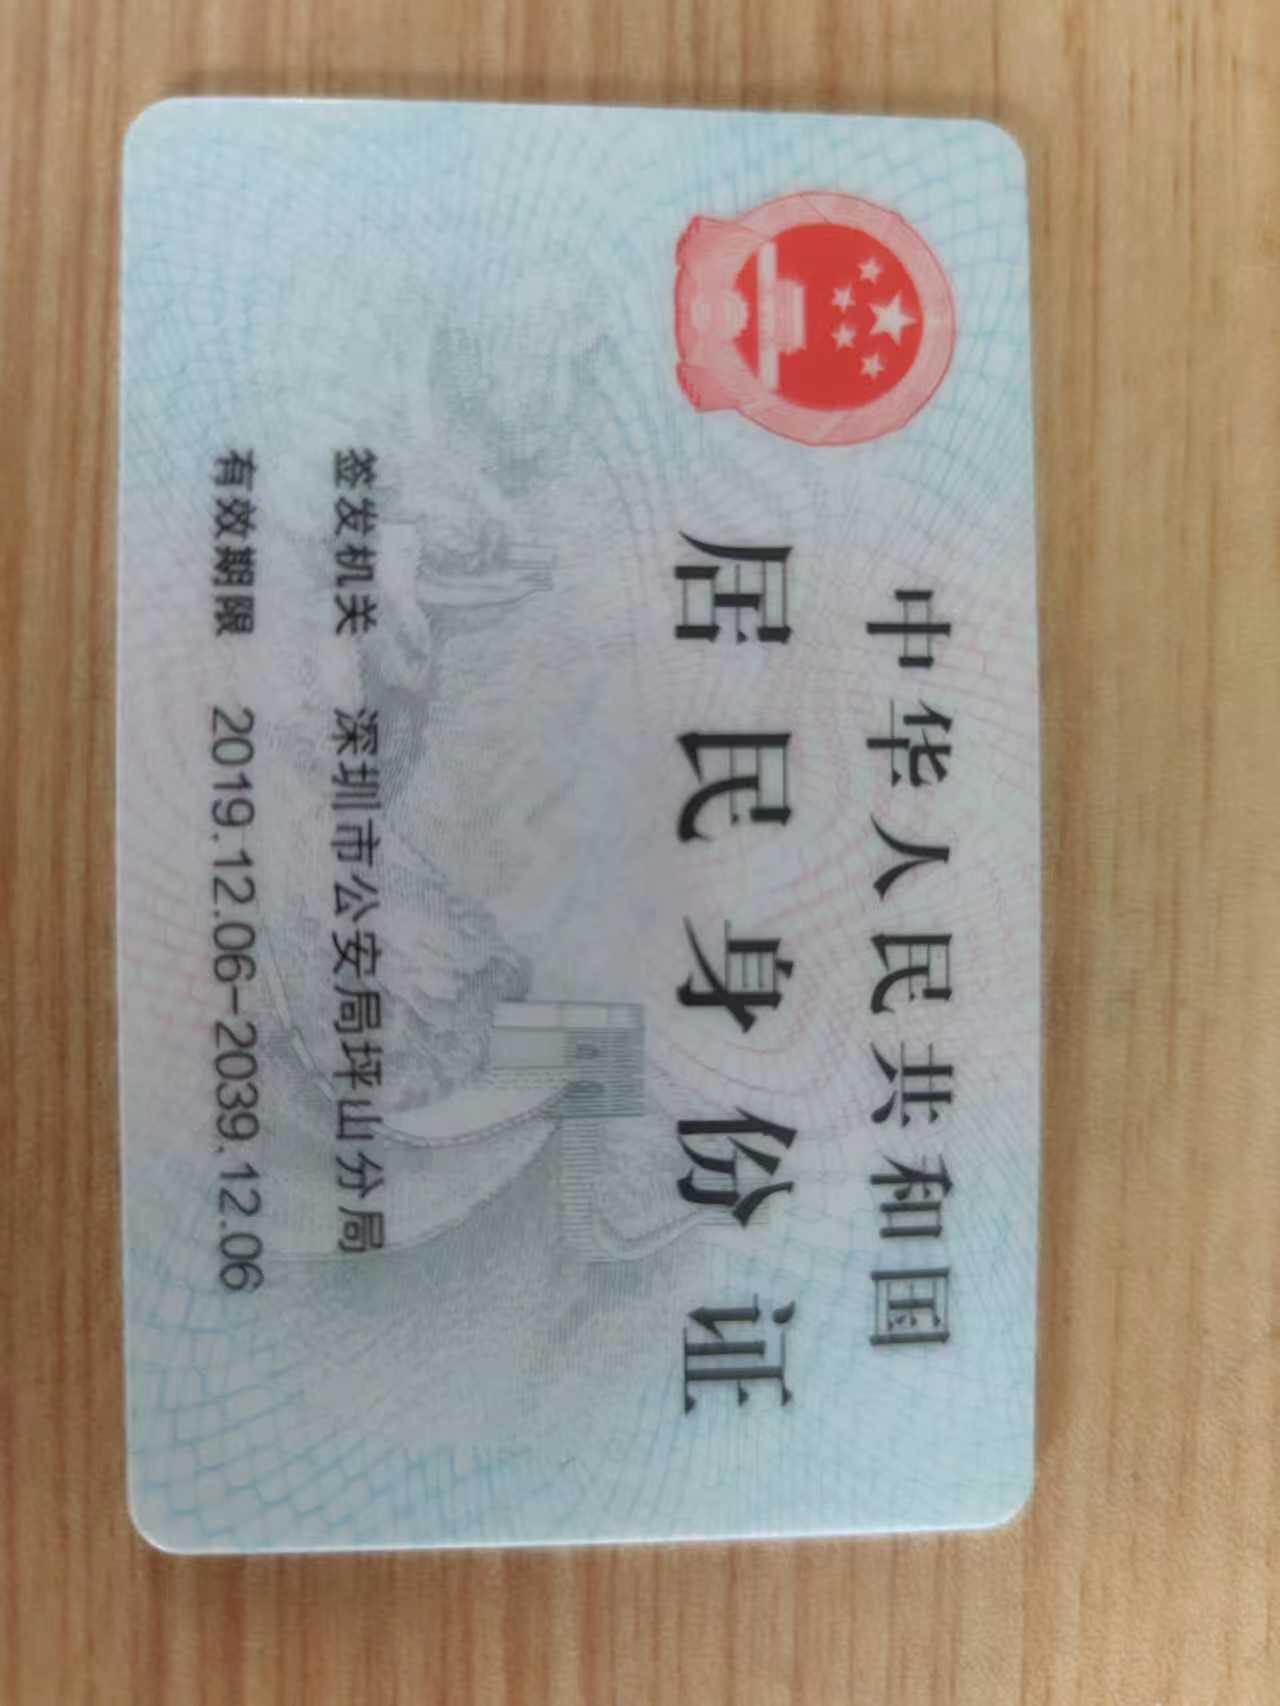 中华人民共和国
居民身份证
签发机关 深圳市公安局坪山分局
有效期限 2019.12.06-2039.12.06